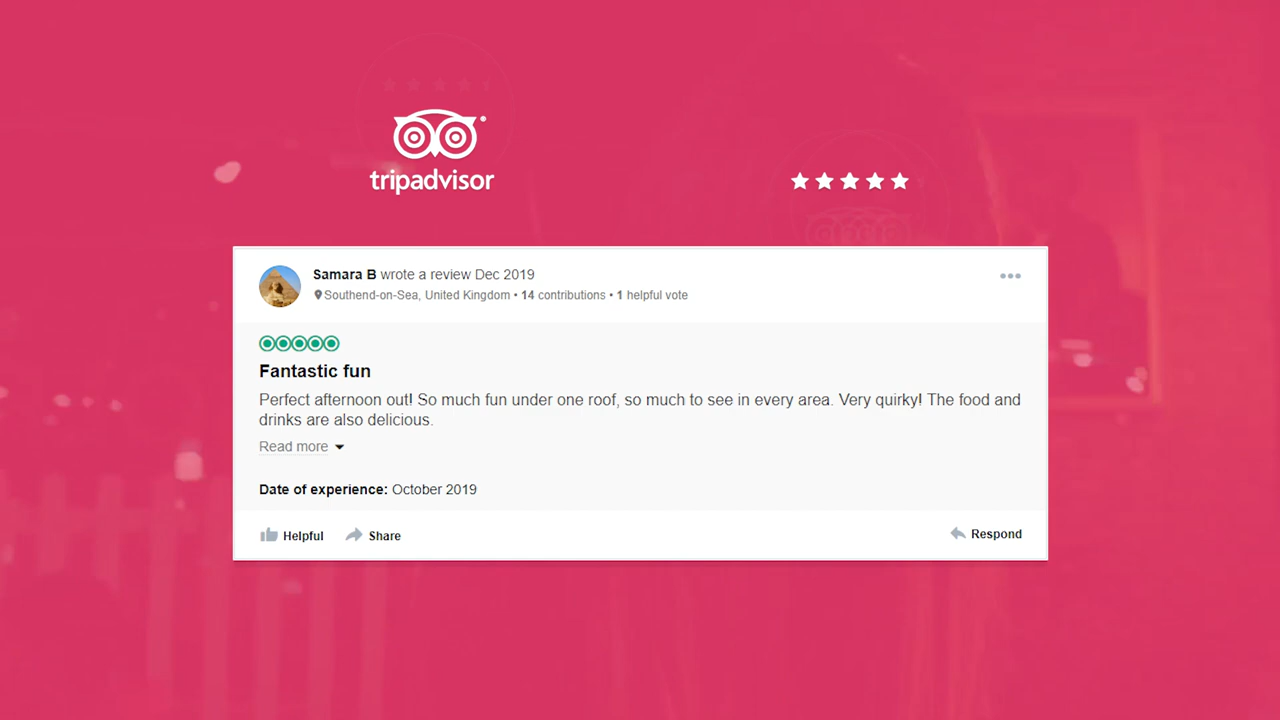 tripadvisor
Samara B wrote a review Dec 2019
Southend-on-Sea, United Kingdom • 14 contributions • 1 helpful vote
Fantastic fun
Perfect afternoon out! So much fun under one roof, so much to see in every area. Very quirky! The food and
drinks are also delicious.
Read more
Date of experience: October 2019
Helpful Share Respond